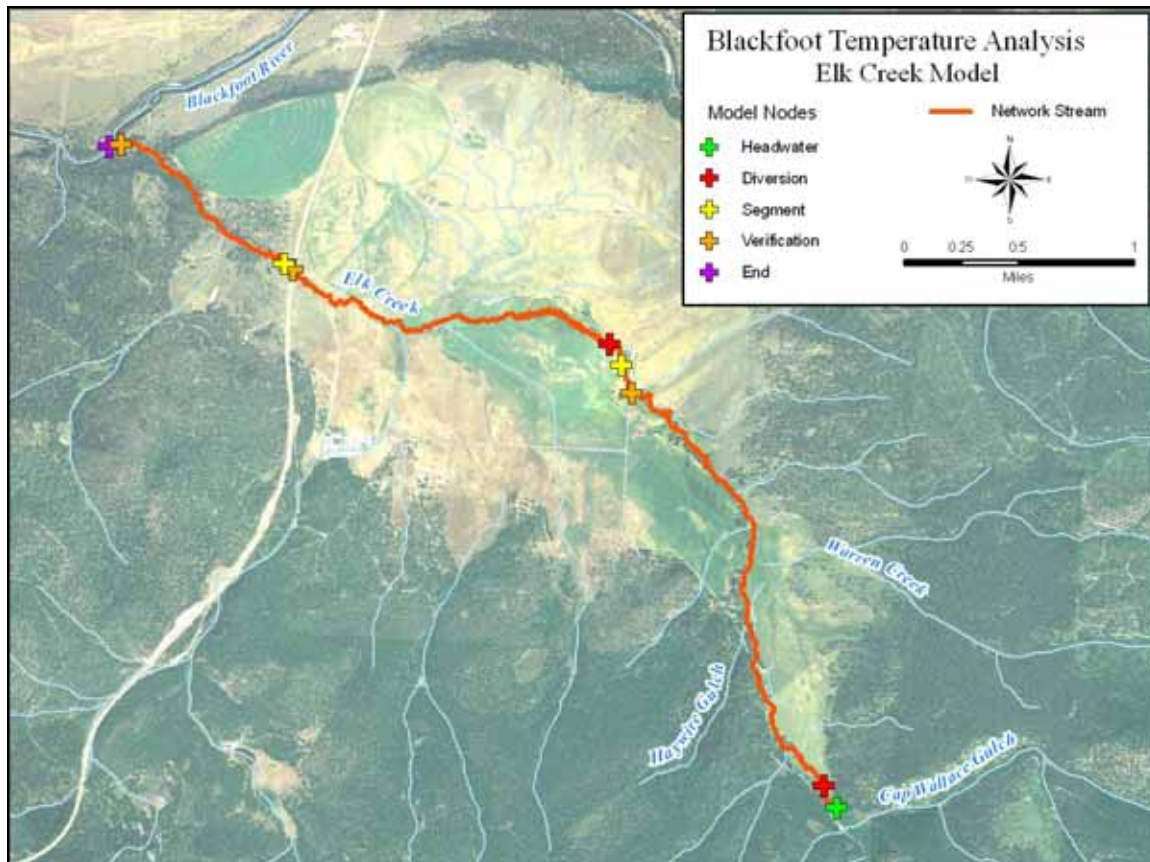 Blackfoot Temperature Analysis
Elk Creek Model
Model Nodes
Network Stream
Headwater
Diversion
Segment
Verification
End
N
E
S
0 0.25 0.5 1
Miles
Blackfoot River
Elk Creek
Warren Creek
Haywire Gulch
Cap Wallace Gulch